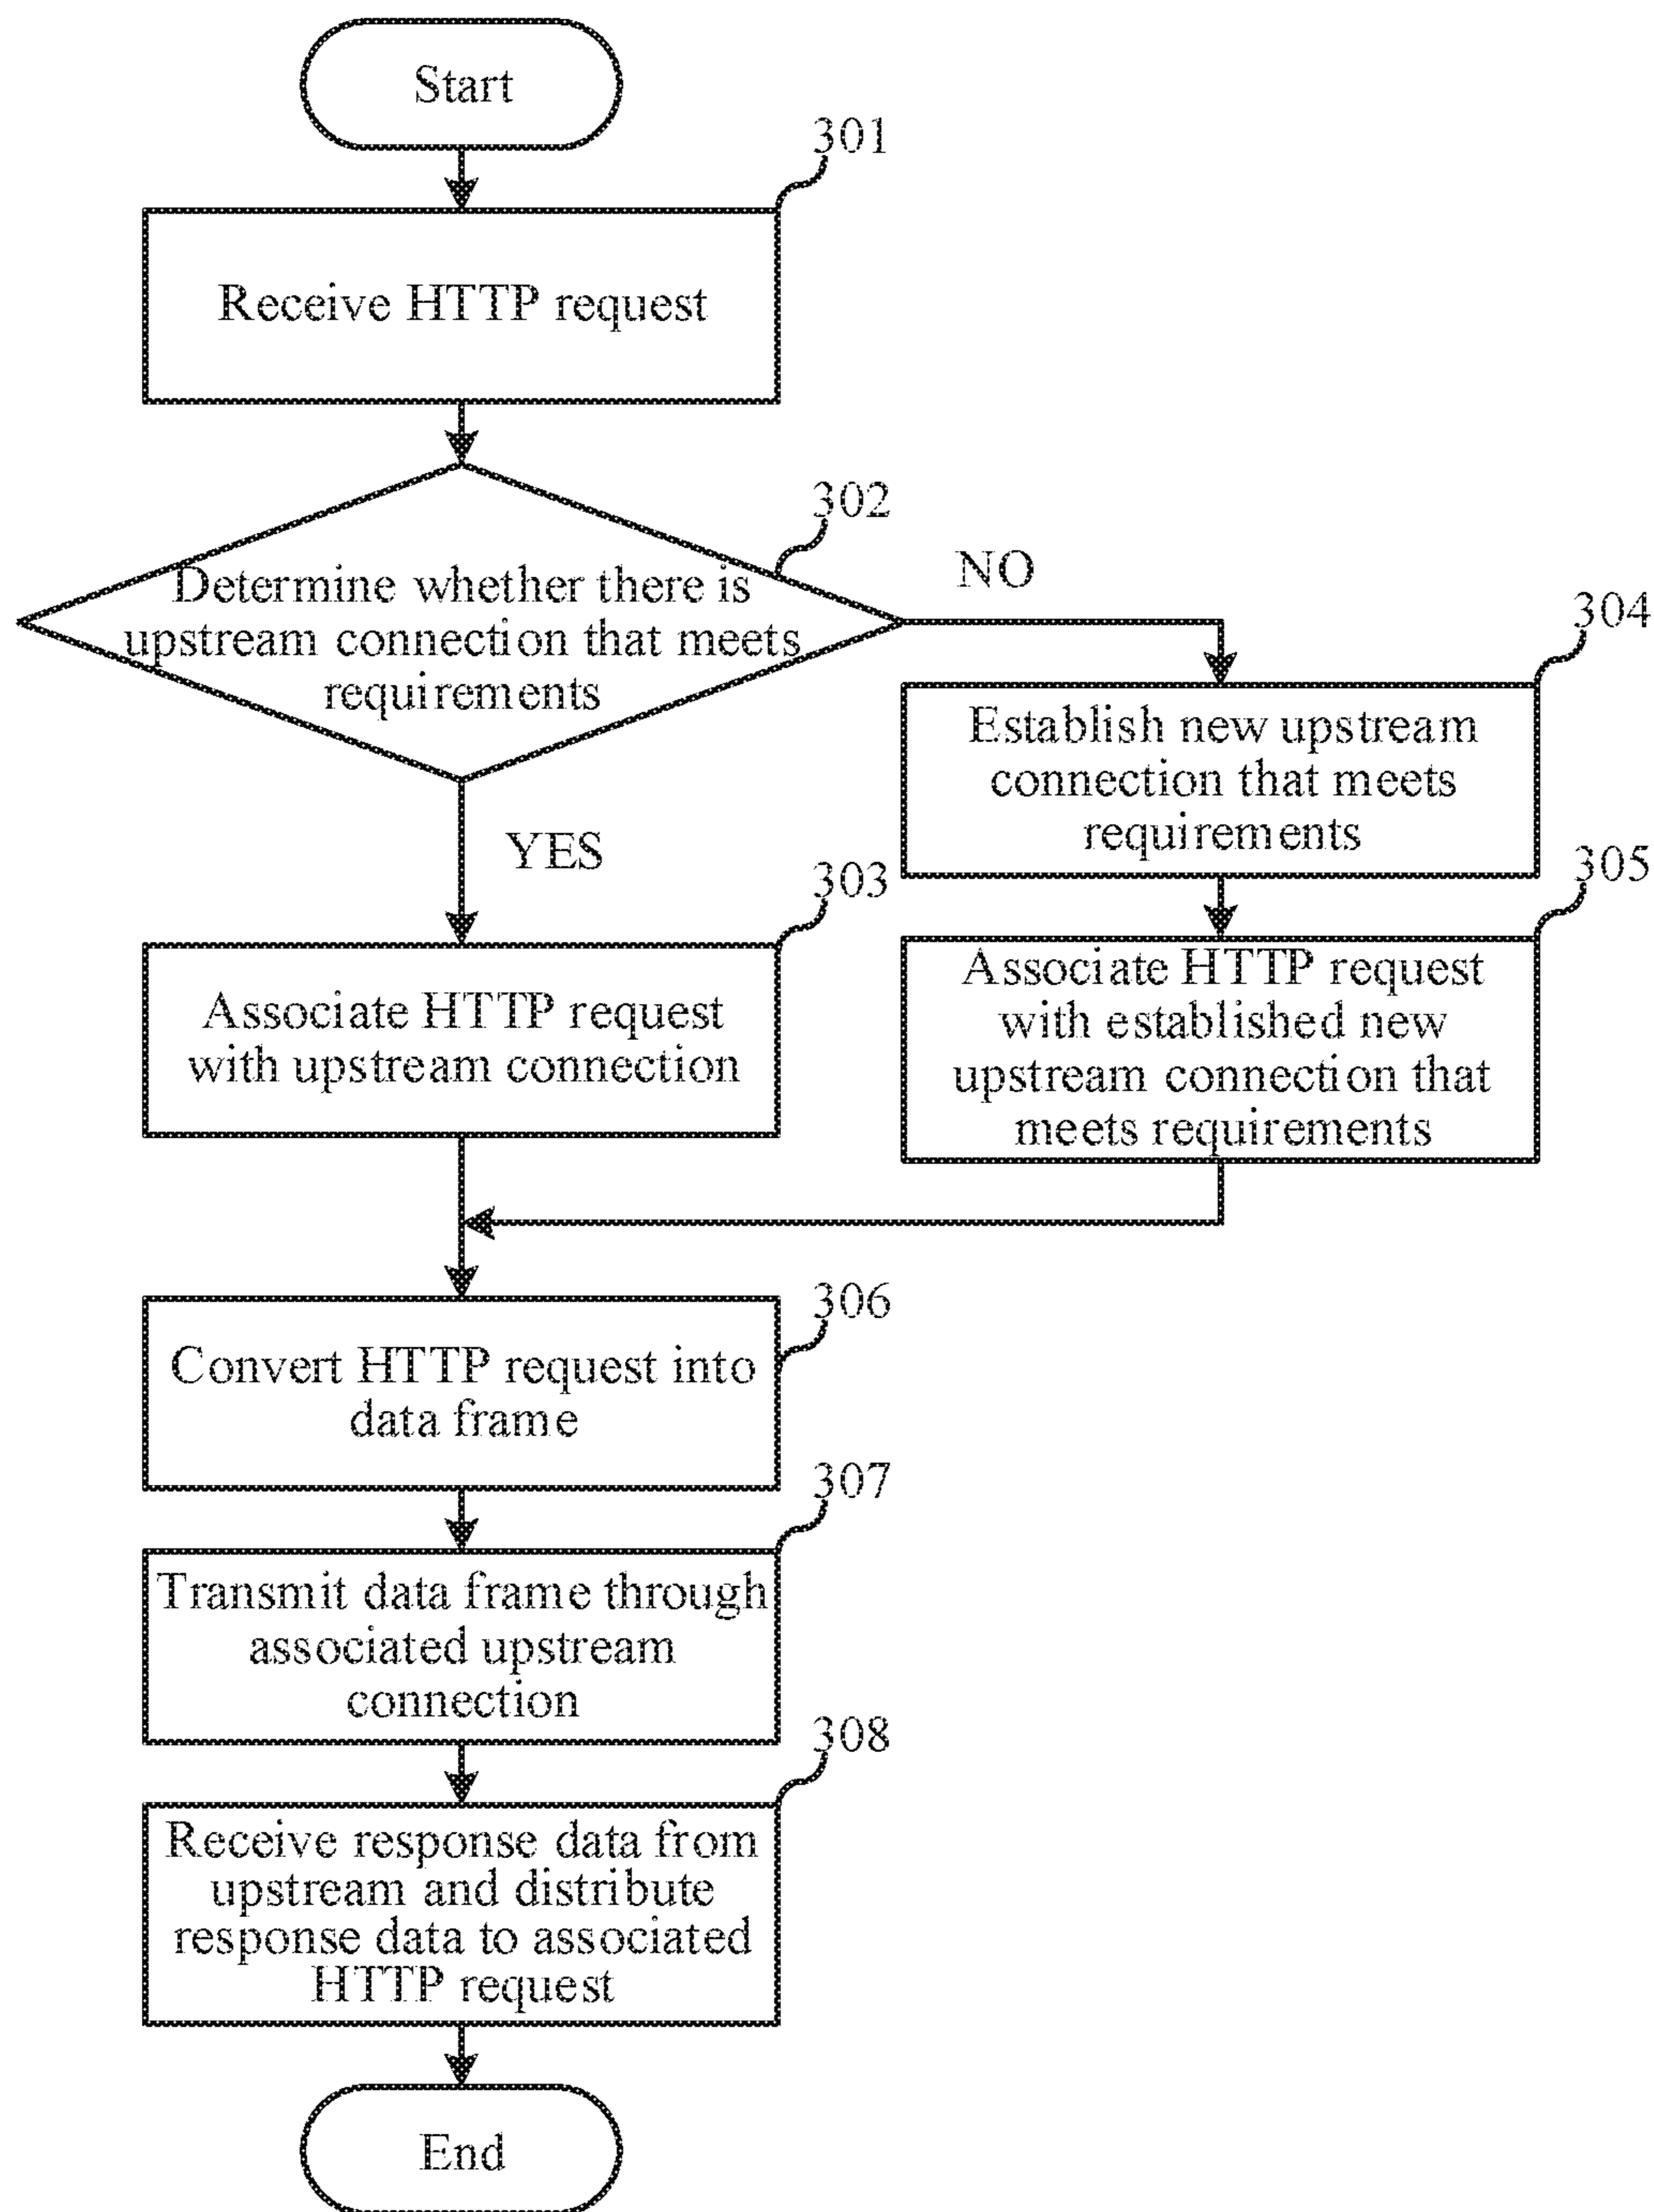 Start
301
Receive HTTP request
302
Determine whether there is
upstream connection that meets
requirements
NO
304
Establish new upstream
connection that meets
requirements
YES
303
305
Associate HTTP request
with upstream connection
Associate HTTP request
with established new
upstream connection that
meets requirements
306
Convert HTTP request into
data frame
307
Transmit data frame through
associated upstream
connection
308
Receive response data from
upstream and distribute
response data to associated
HTTP request
End